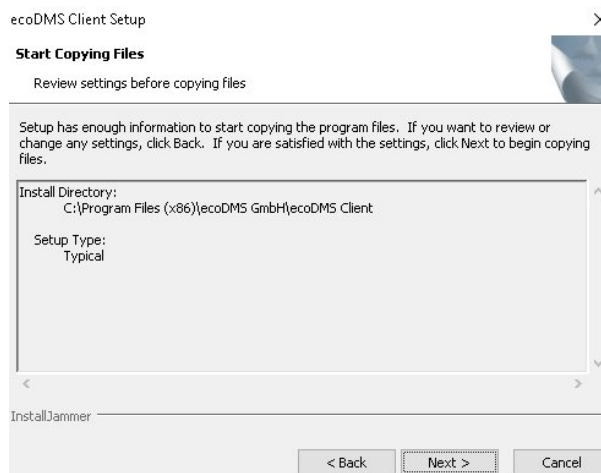 ecoDMS Client Setup
Start Copying Files
Review settings before copying files
Setup has enough information to start copying the program files. If you want to review or
change any settings, click Back. If you are satisfied with the settings, click Next to begin copying
files.
Install Directory:
C:\Program Files (x86)\ecoDMS GmbH\ecoDMS Client
Setup Type:
Typical
InstallJammer
< Back Next > Cancel